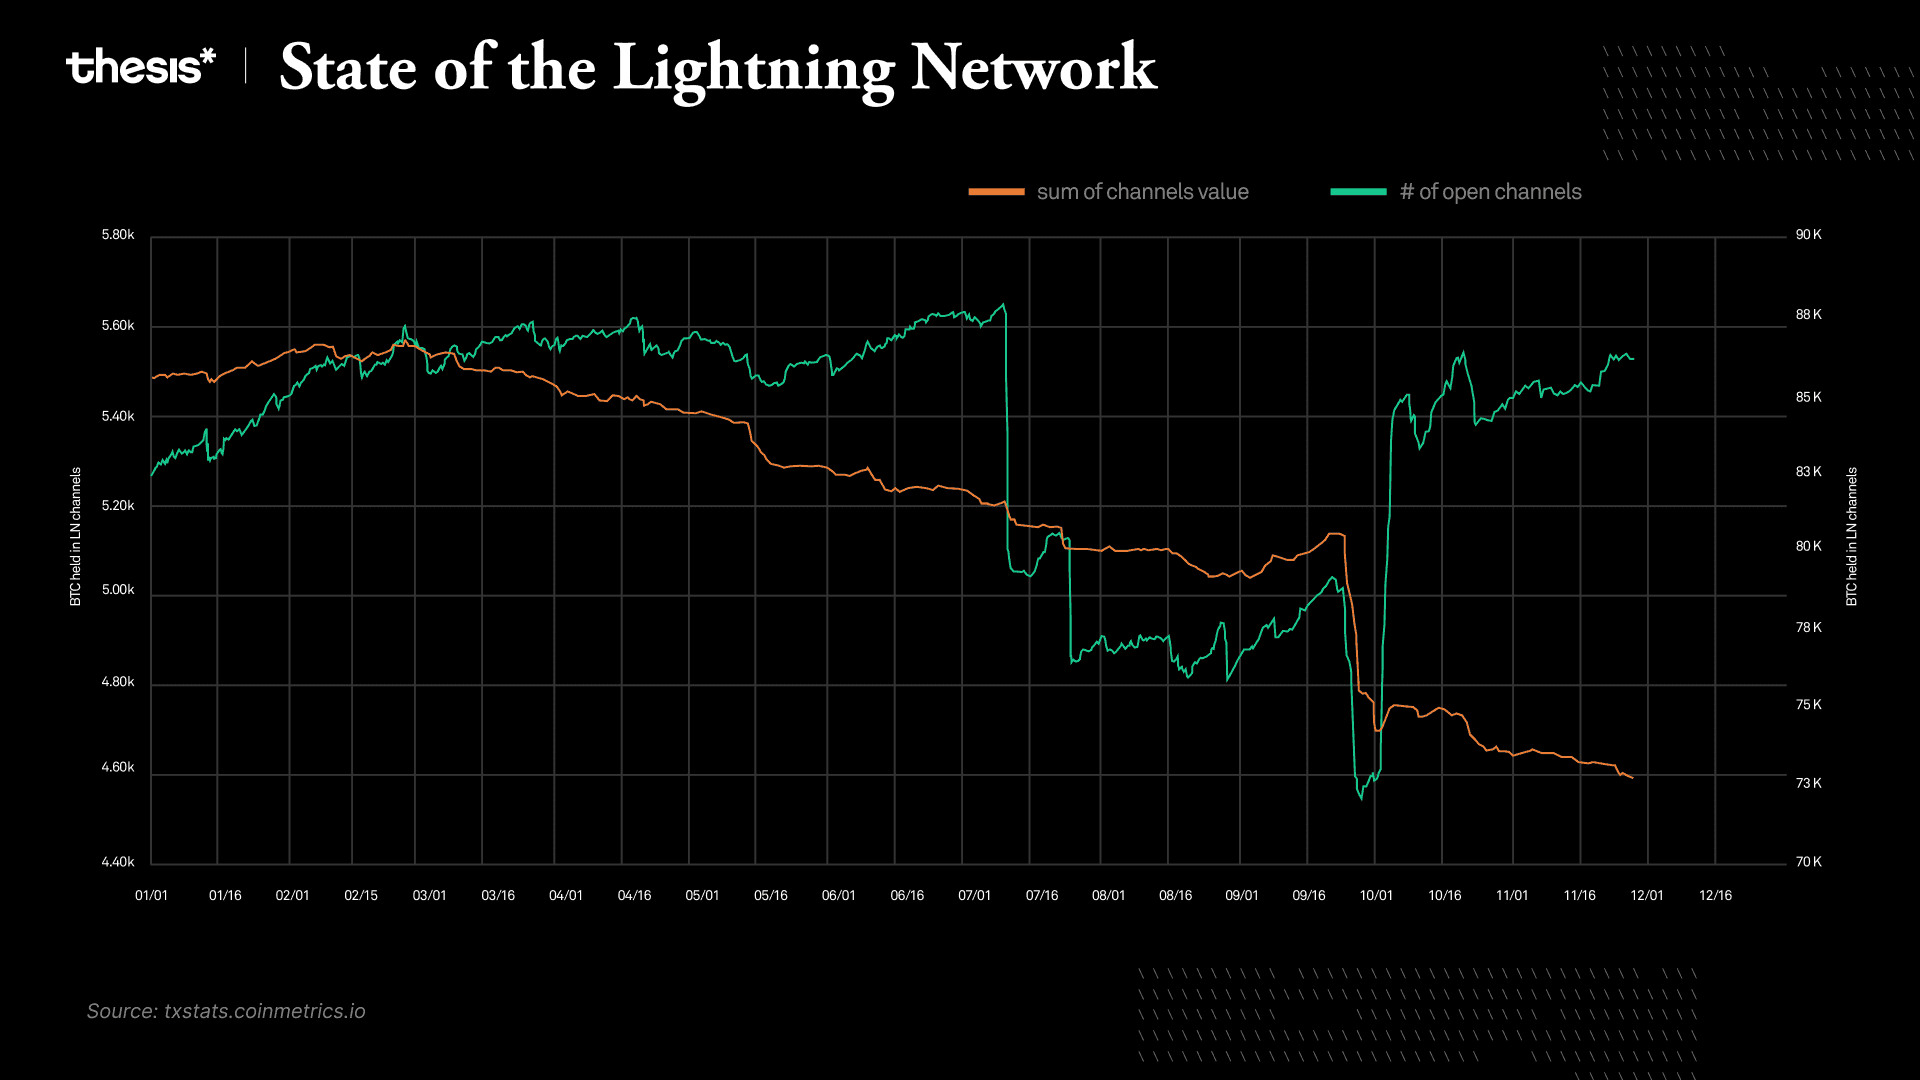 thesis* | State of the Lightning Network
sum of channels value
# of open channels
5.80k
5.60k
5.40k
5.20k
5.00k
4.80k
4.60k
4.40k
BTC held in LN channels
90 K
88 K
85 K
83 K
80 K
78 K
75 K
73 K
70 K
BTC held in LN channels
01/01 01/16 02/01 02/15 03/01 03/16 04/01 04/16 05/01 05/16 06/01 06/16 07/01 07/16 08/01 08/16 09/01 09/16 10/01 10/16 11/01 11/16 12/01 12/16
Source: txstats.coinmetrics.io